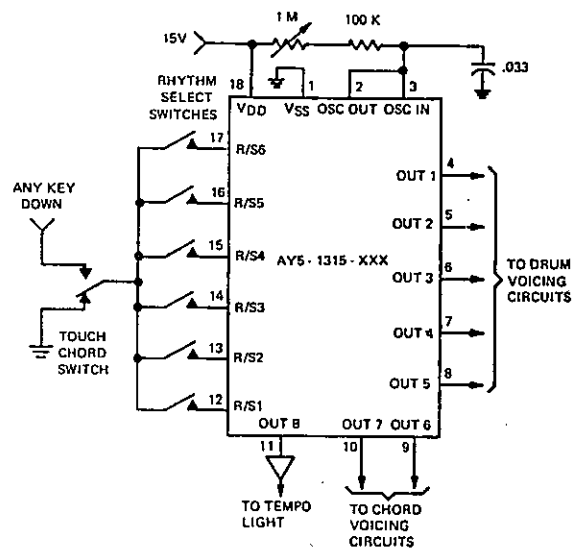 1 M
100 K
15V
.033
RHYTHM
SELECT
SWITCHES
18
1
2
3
VDD
VSS
OSC OUT
OSC IN
17
R/S6
16
R/S5
15
R/S4
14
R/S3
13
R/S2
12
R/S1
ANY KEY
DOWN
TOUCH
CHORD
SWITCH
AY5 - 1315 - XXX
OUT 1
4
OUT 2
5
OUT 3
6
OUT 4
7
OUT 5
8
TO DRUM
VOICING
CIRCUITS
OUT 8
OUT 7
OUT 6
11
10
9
TO TEMPO
LIGHT
TO CHORD
VOICING
CIRCUITS